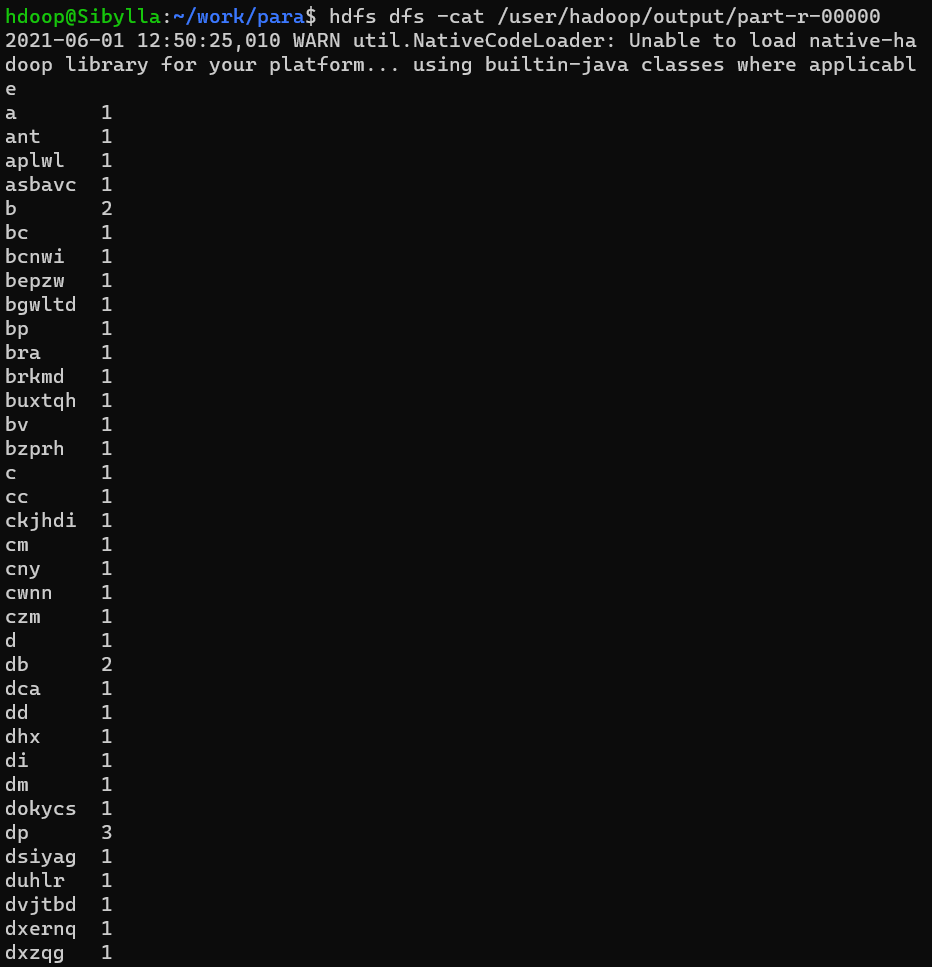 hdoop@Sibylla:~/work/para$ hdfs dfs -cat /user/hadoop/output/part-r-00000
2021-06-01 12:50:25,010 WARN util.NativeCodeLoader: Unable to load native-ha
doop library for your platform... using builtin-java classes where applicabl
e
a 1
ant 1
aplwl 1
asbavc 1
b 2
bc 1
bcnwi 1
bepzw 1
bgwltd 1
bp 1
bra 1
brkmd 1
buxtqh 1
bv 1
bzprh 1
c 1
cc 1
ckjhdi 1
cm 1
cny 1
cwnn 1
czm 1
d 1
db 2
dca 1
dd 1
dhx 1
di 1
dm 1
dokycs 1
dp 3
dsiyag 1
duhlr 1
dvjtbd 1
dxernq 1
dxzqg 1